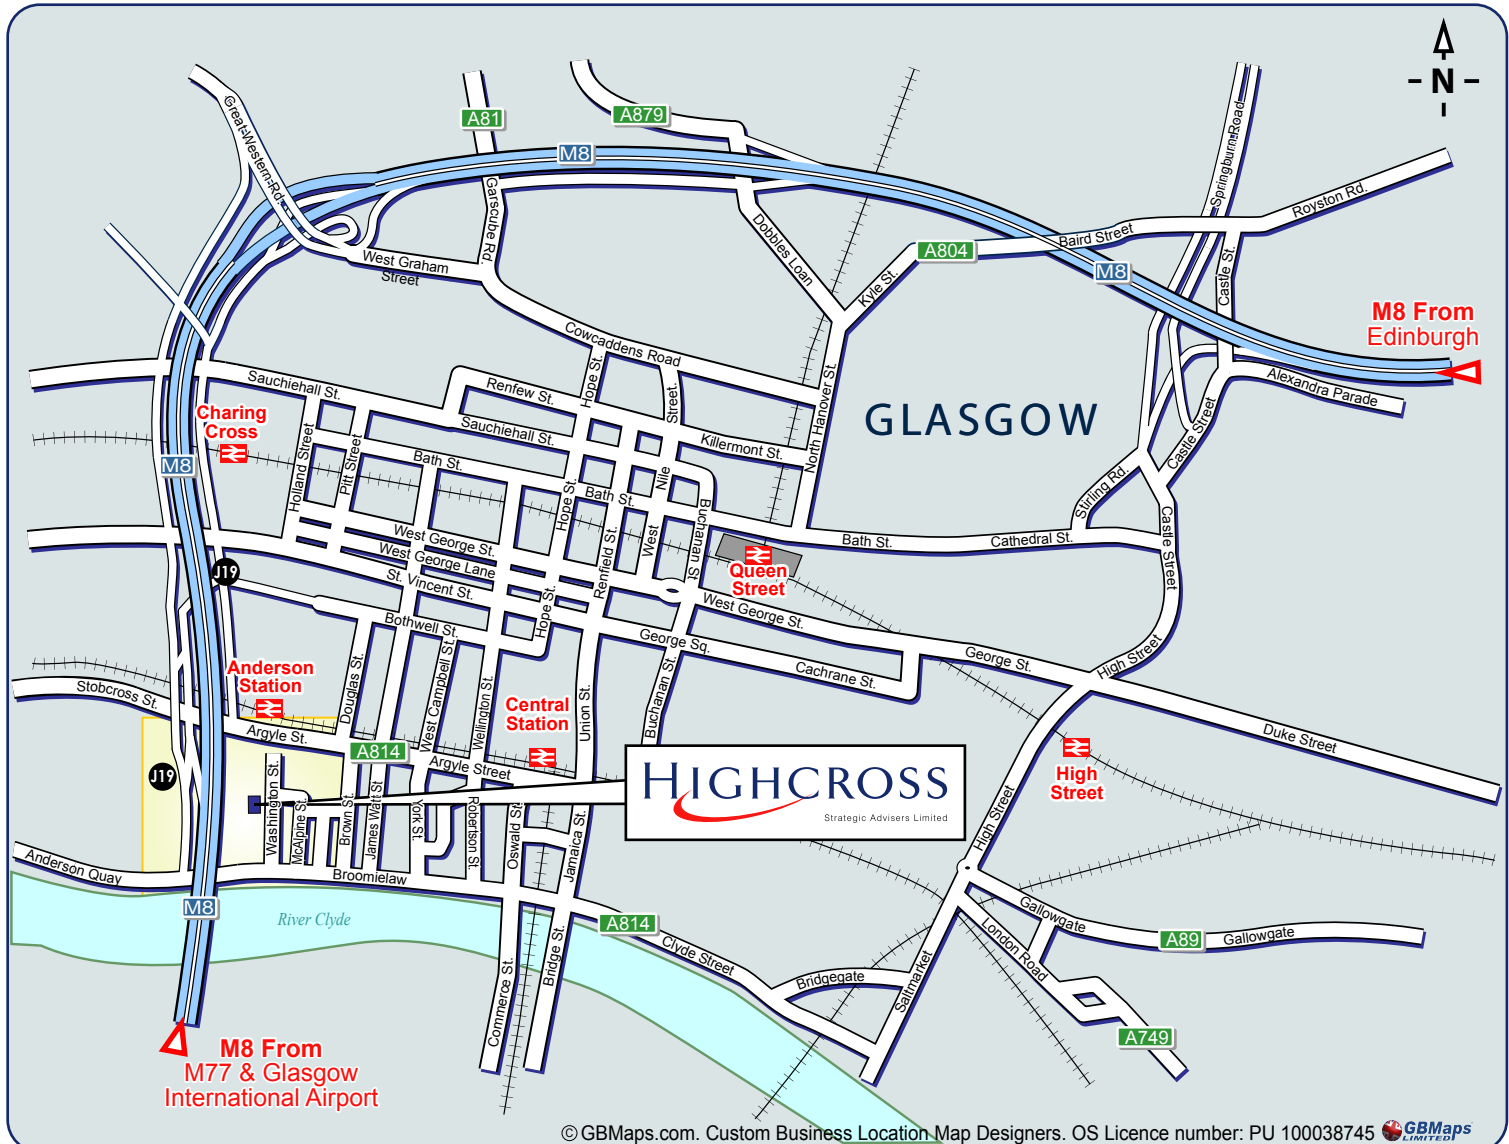 N
A81
A879
M8
Great-Western-Rd.
Garscube Rd
Springburn-Road
Royston Rd.
Dobbles Loan
A804
Baird Street
West Graham
Street
Kyle St.
M8
Castle St.
M8 From
Edinburgh
Cowcaddens Road
Hope St.
Street.
North Hanover St.
GLASGOW
Alexandra Parade
Sauchiehall St.
Renfew St.
Charing
Cross
Sauchiehall St.
Killermont St.
Castle Street
M8
Holland Street
Pitt Street
Bath St.
Bath St.
Nile
Stirling Rd.
Hope St.
Buchanan St.
Castle Street
West George St.
West George Lane
Renfield St.
West
Bath St.
Cathedral St.
J19
St. Vincent St.
Queen
Street
Hope St.
West George St.
Bothwell St.
George Sq.
George St.
High Street
Anderson
Station
Cachrane St.
Stobcross St.
Douglas St.
West Campbell St.
Wellington St.
Central
Station
Union St.
Buchanan St.
Duke Street
Argyle St.
A814
Argyle Street
High
Street
J19
HIGHCROSS
Strategic Advisers Limited
Washington St.
McAlpine St.
Brown St.
James Watt St
York St.
Robertson St.
Oswald St.
Jamaica St.
High Street
Anderson Quay
Broomielaw
M8
River Clyde
A814
Clyde Street
Gallowgate
A89
Gallowgate
London Road
Commerce St.
Bridge St.
Bridgegate
Saltmarket
A749
M8 From
M77 & Glasgow
International Airport
© GBMaps.com. Custom Business Location Map Designers. OS Licence number: PU 100038745
GBMaps
LIMITED